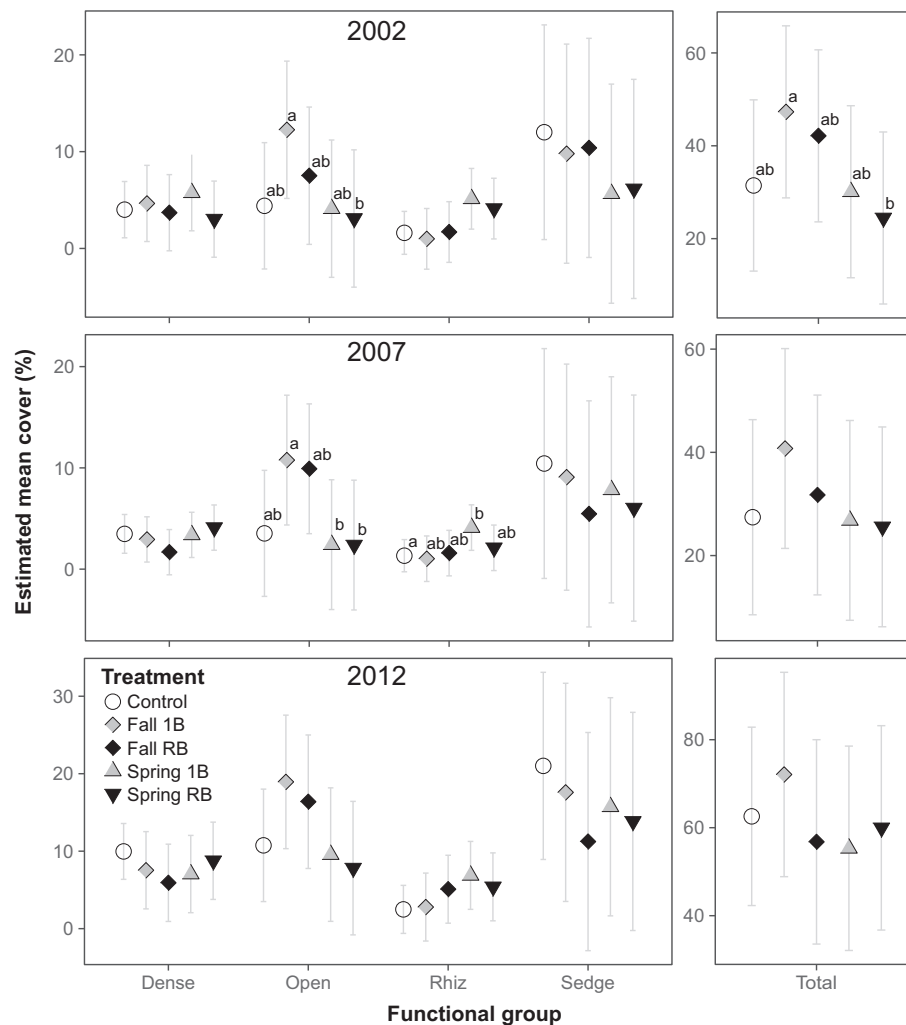 Estimated mean cover (%)
2002
20
10
0
a
ab
ab
ab
b
60
40
20
a
ab
ab
ab
b
2007
20
10
0
a
ab
ab
b
b
a
ab
ab
b
ab
60
40
20
2012
30
20
10
0
Treatment
Control
Fall 1B
Fall RB
Spring 1B
Spring RB
80
60
40
Dense
Open
Rhiz
Sedge
Total
Functional group